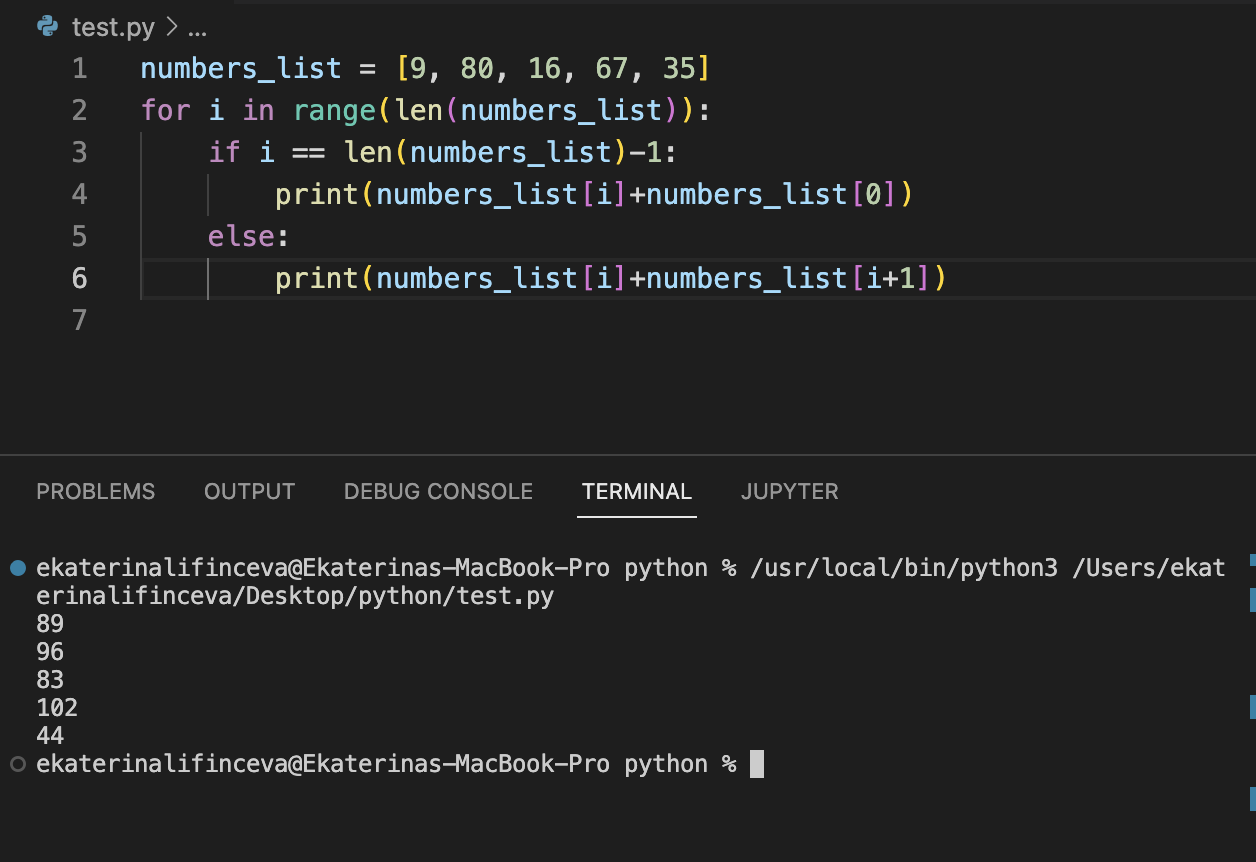 test.py > ...
1 numbers_list = [9, 80, 16, 67, 35]
2 for i in range(len(numbers_list)):
3     if i == len(numbers_list)-1:
4         print(numbers_list[i]+numbers_list[0])
5     else:
6         print(numbers_list[i]+numbers_list[i+1])
7
PROBLEMS OUTPUT DEBUG CONSOLE TERMINAL JUPYTER
ekaterinalifinceva@Ekaterinas-MacBook-Pro python % /usr/local/bin/python3 /Users/ekat
erinalifinceva/Desktop/python/test.py
89
96
83
102
44
ekaterinalifinceva@Ekaterinas-MacBook-Pro python %